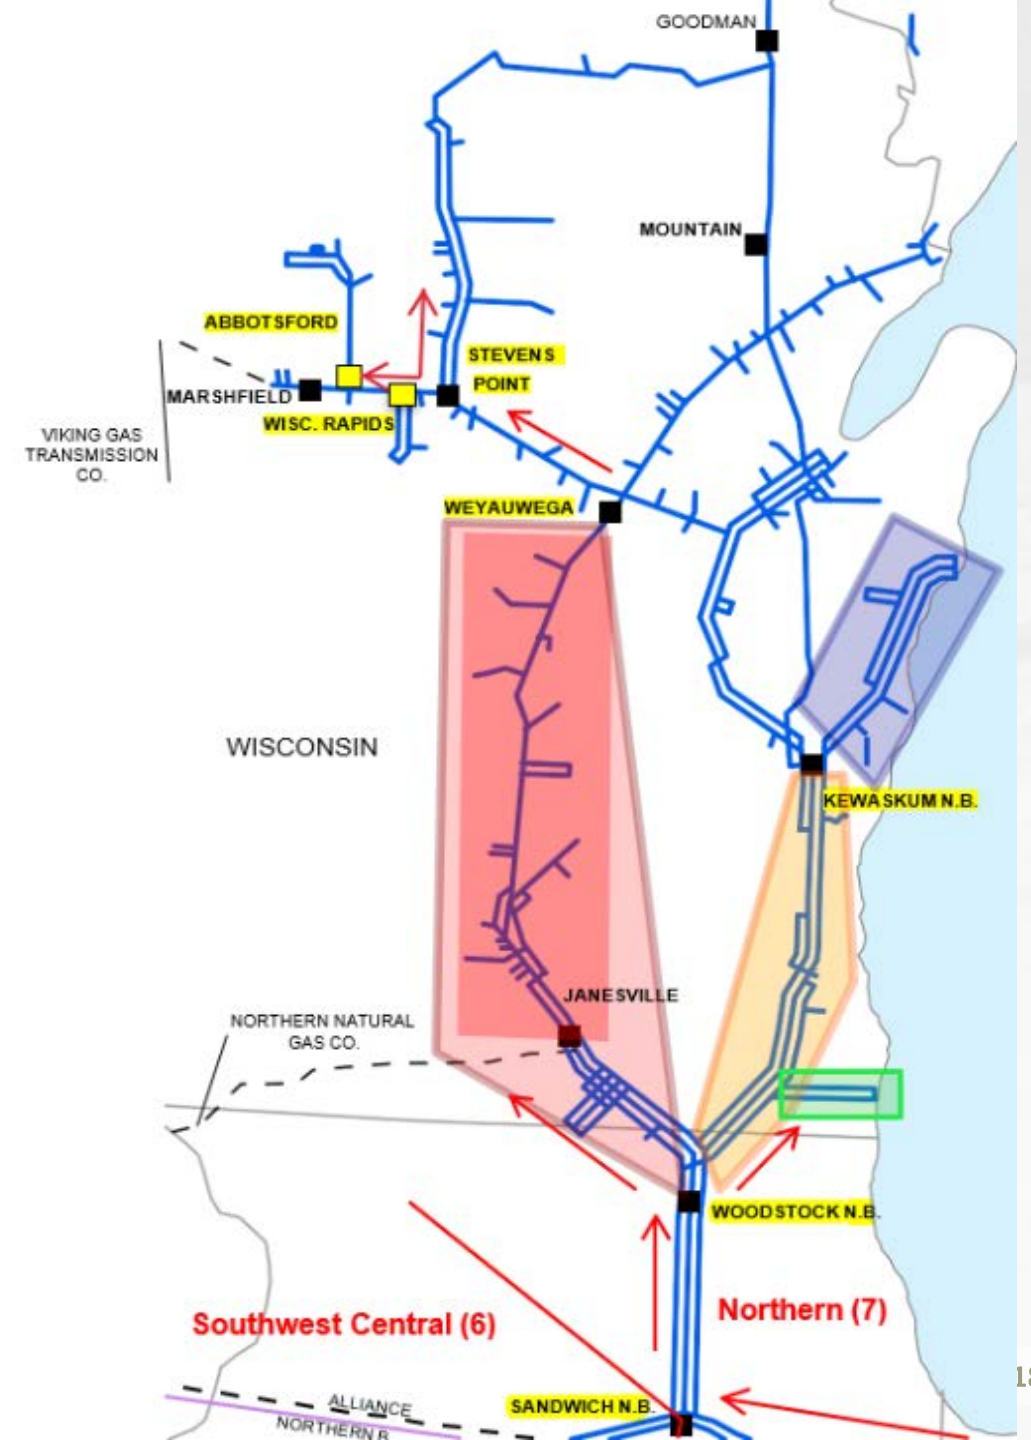 GOODMAN
MOUNTAIN
ABBOTSFORD
STEVENS
POINT
MARSHFIELD
WISC. RAPIDS
VIKING GAS
TRANSMISSION
CO.
WEYAUWEGA
WISCONSIN
KEWASKUM N.B.
JANESVILLE
NORTHERN NATURAL
GAS CO.
WOODSTOCK N.B.
Southwest Central (6)
Northern (7)
SANDWICH N.B.
ALLIANCE
NORTHERN B